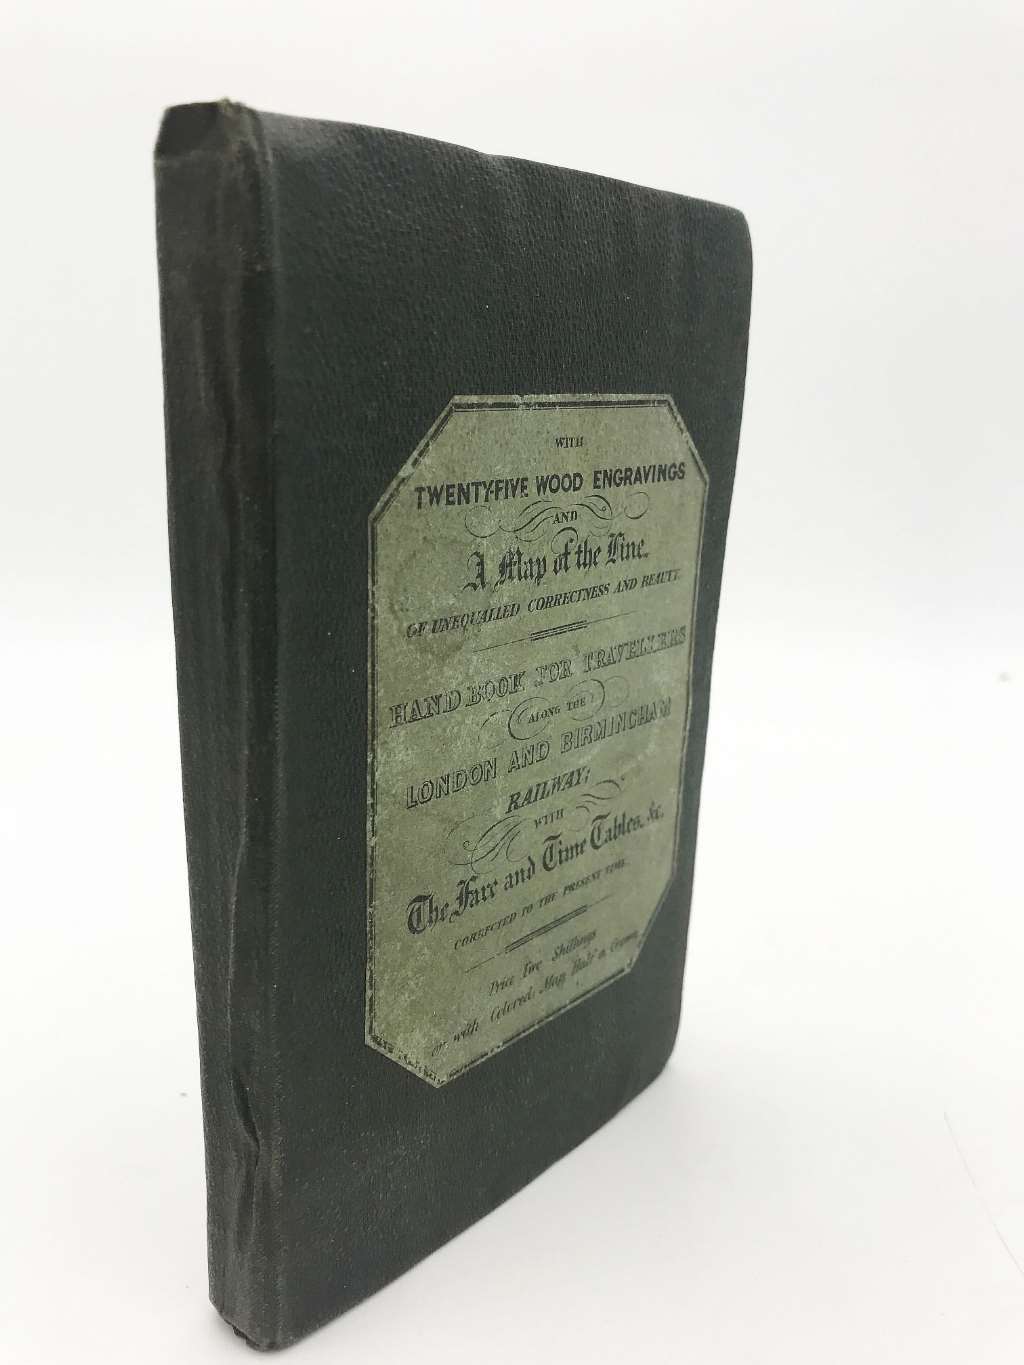 WITH
TWENTY-FIVE WOOD ENGRAVINGS
AND
A Map of the Line.
OF UNEQUALLED CORRECTNESS AND BEAUTY.
HAND BOOK FOR TRAVELLERS
ALONG THE
LONDON AND BIRMINGHAM
RAILWAY;
WITH
The Fare and Time Tables, &c.
CORRECTED TO THE PRESENT TIME.
Price Two Shillings
or with Colored Map, Half a Crown